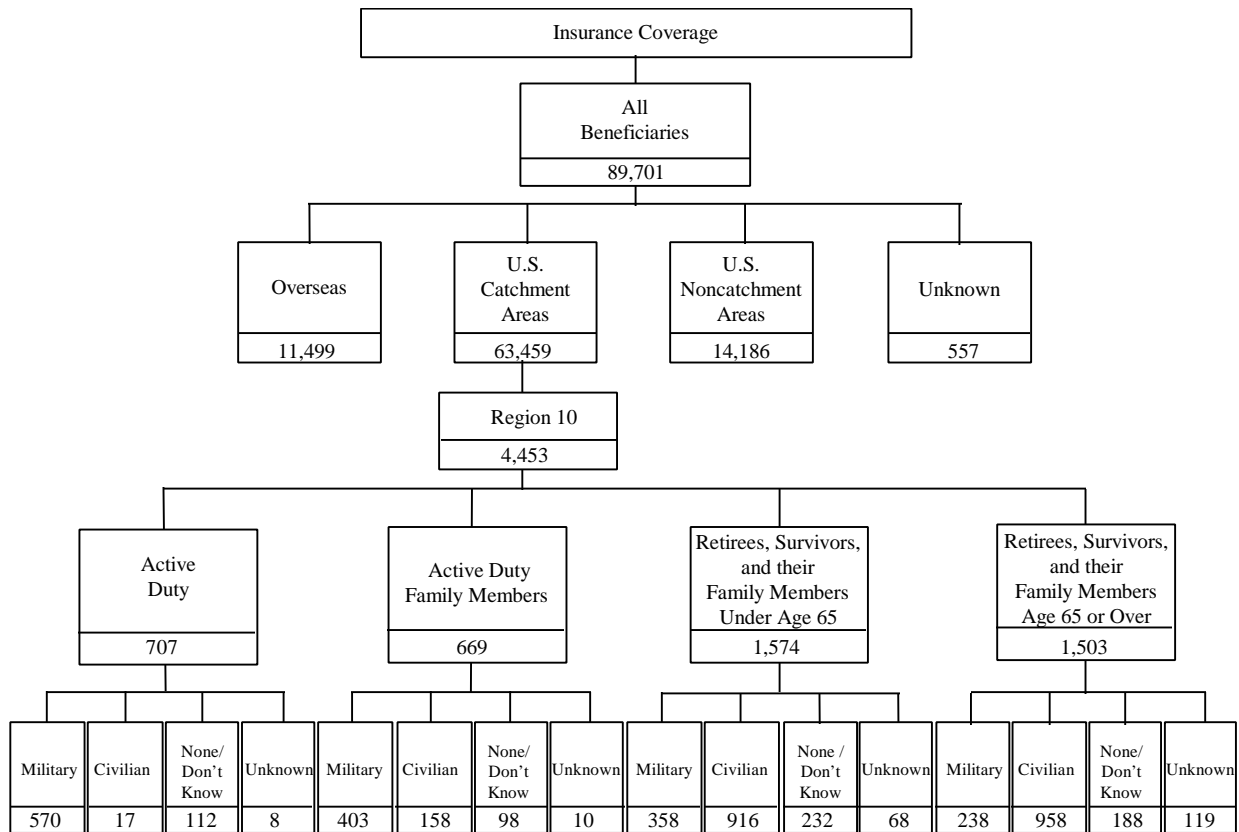 Insurance Coverage
All
Beneficiaries
89,701
Overseas
11,499
U.S.
Catchment
Areas
63,459
U.S.
Noncatchment
Areas
14,186
Unknown
557
Region 10
4,453
Active
Duty
707
Active Duty
Family Members
669
Retirees, Survivors,
and their
Family Members
Under Age 65
1,574
Retirees, Survivors,
and their
Family Members
Age 65 or Over
1,503
Military
570
Civilian
17
None/
Don't
Know
112
Unknown
8
Military
403
Civilian
158
None/
Don't
Know
98
Unknown
10
Military
358
Civilian
916
None /
Don't
Know
232
Unknown
68
Military
238
Civilian
958
None/
Don't
Know
188
Unknown
119